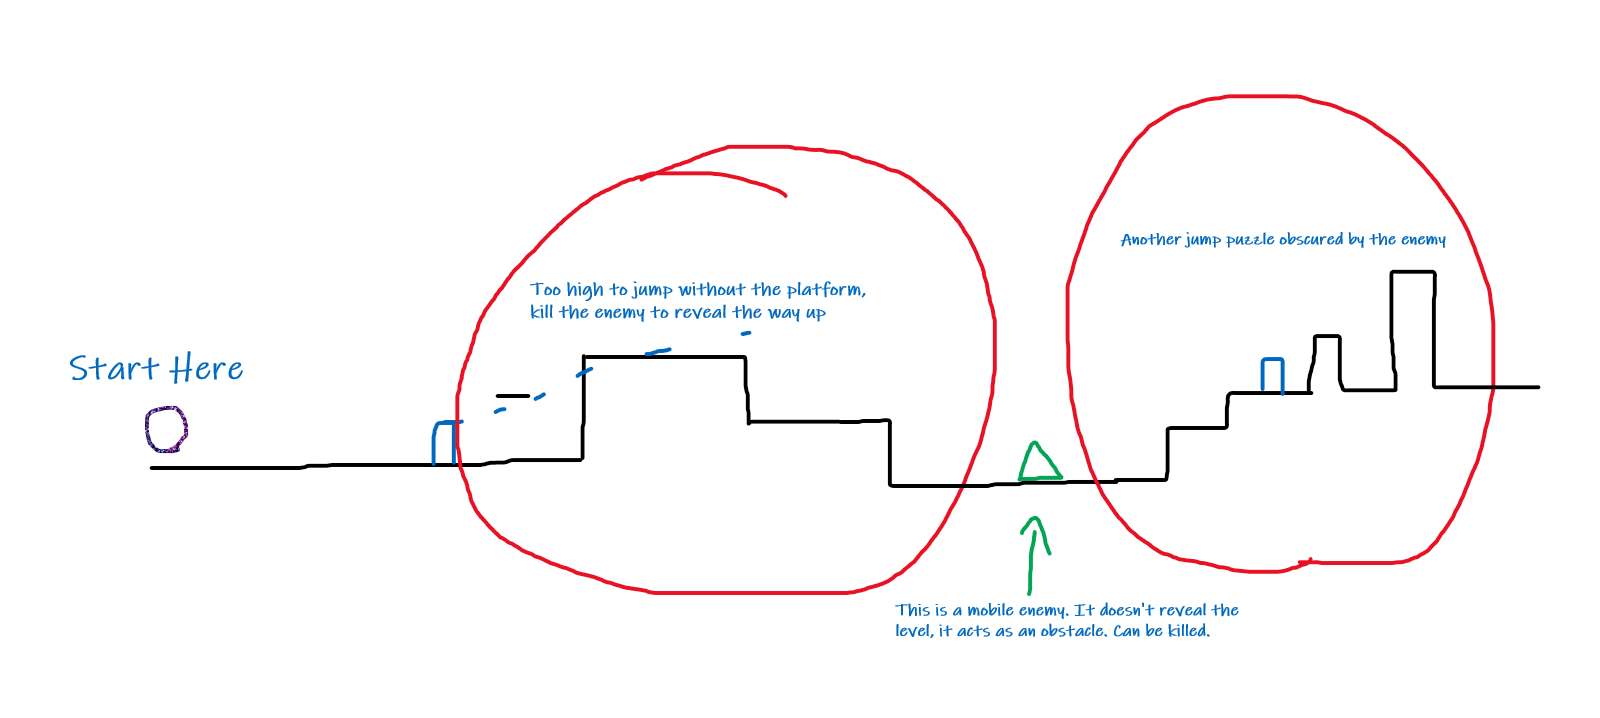 Another jump puzzle obscured by the enemy
Too high to jump without the platform,
kill the enemy to reveal the way up
Start Here
This is a mobile enemy. It doesn't reveal the
level, it acts as an obstacle. Can be killed.